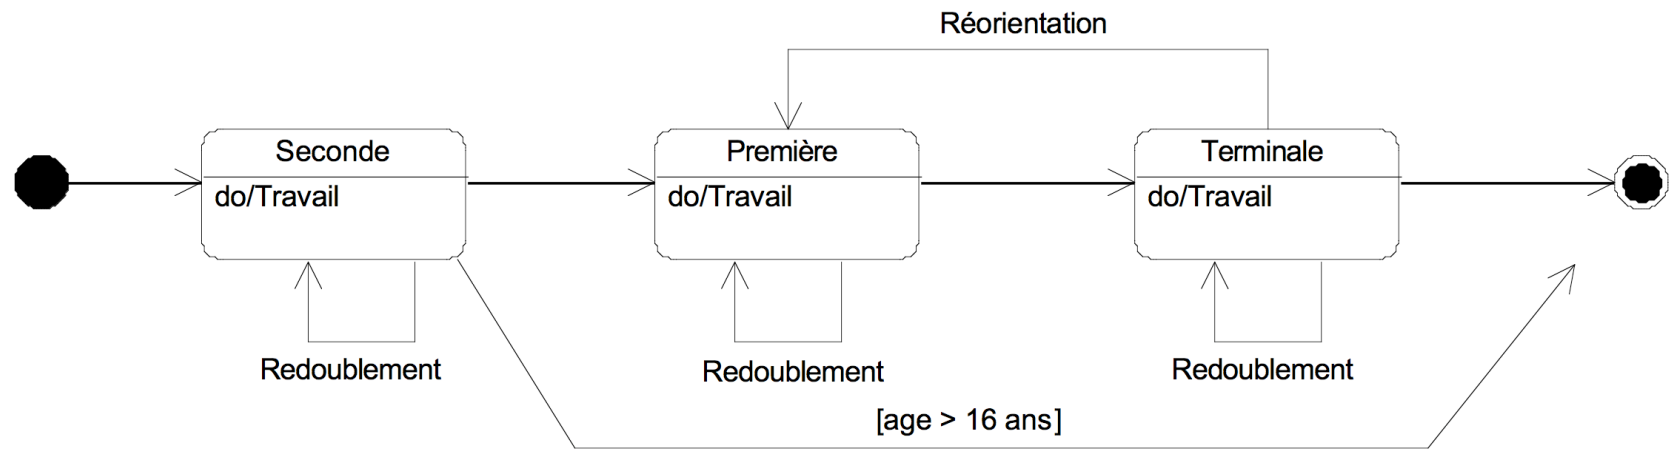 Réorientation
Seconde
do/Travail
Première
do/Travail
Terminale
do/Travail
Redoublement
Redoublement
Redoublement
[age > 16 ans]